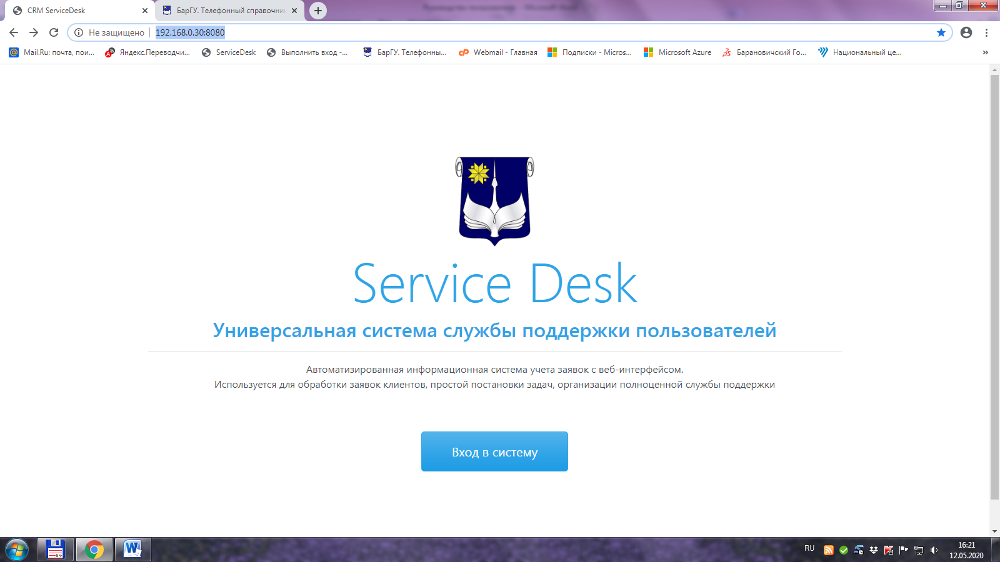 CRM ServiceDesk
БарГУ. Телефонный справочни
Не защищено
192.168.0.30:8080
Mail.Ru: почта, пои...
Яндекс.Переводчи...
ServiceDesk
Выполнить вход -...
БарГУ. Телефонны...
Webmail - Главная
Подписки - Micros...
Microsoft Azure
Барановичский Го...
Национальный це...
Service Desk
Универсальная система службы поддержки пользователей
Автоматизированная информационная система учета заявок с веб-интерфейсом.
Используется для обработки заявок клиентов, простой постановки задач, организации полноценной службы поддержки
Вход в систему
64
RU
16:21
12.05.2020